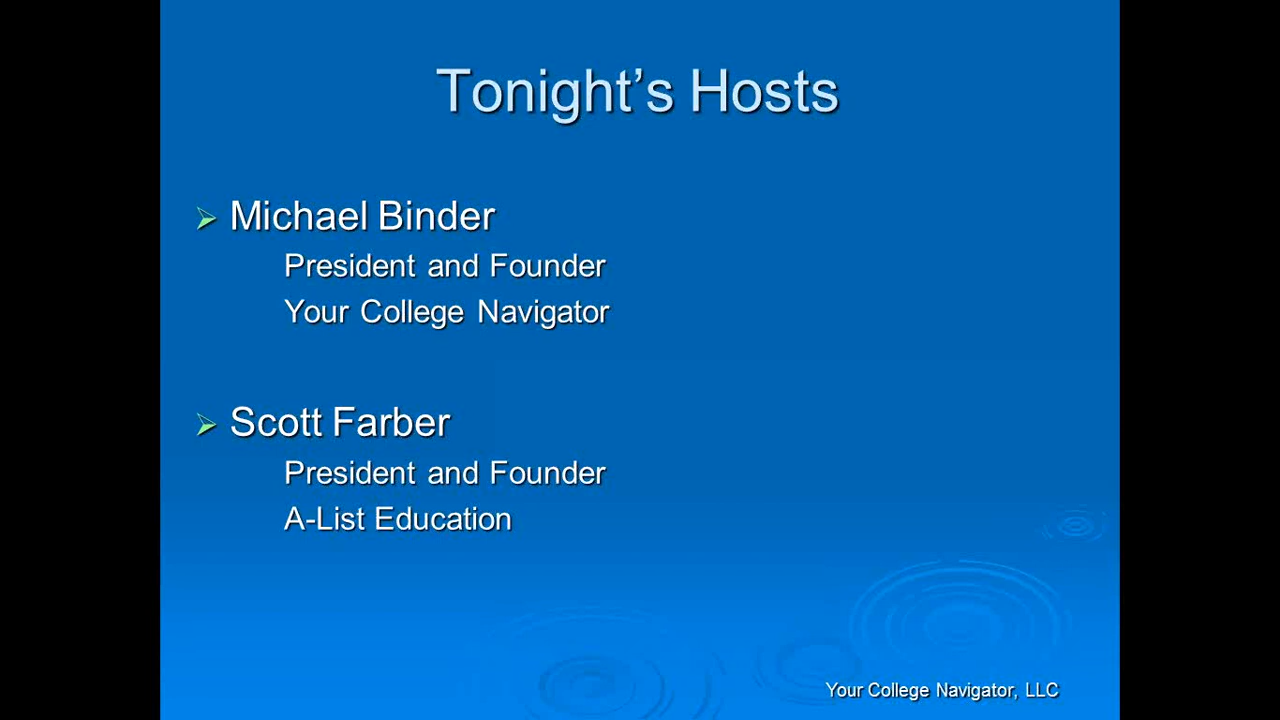 Tonight’s Hosts
Michael Binder
President and Founder
Your College Navigator
Scott Farber
President and Founder
A-List Education
Your College Navigator, LLC